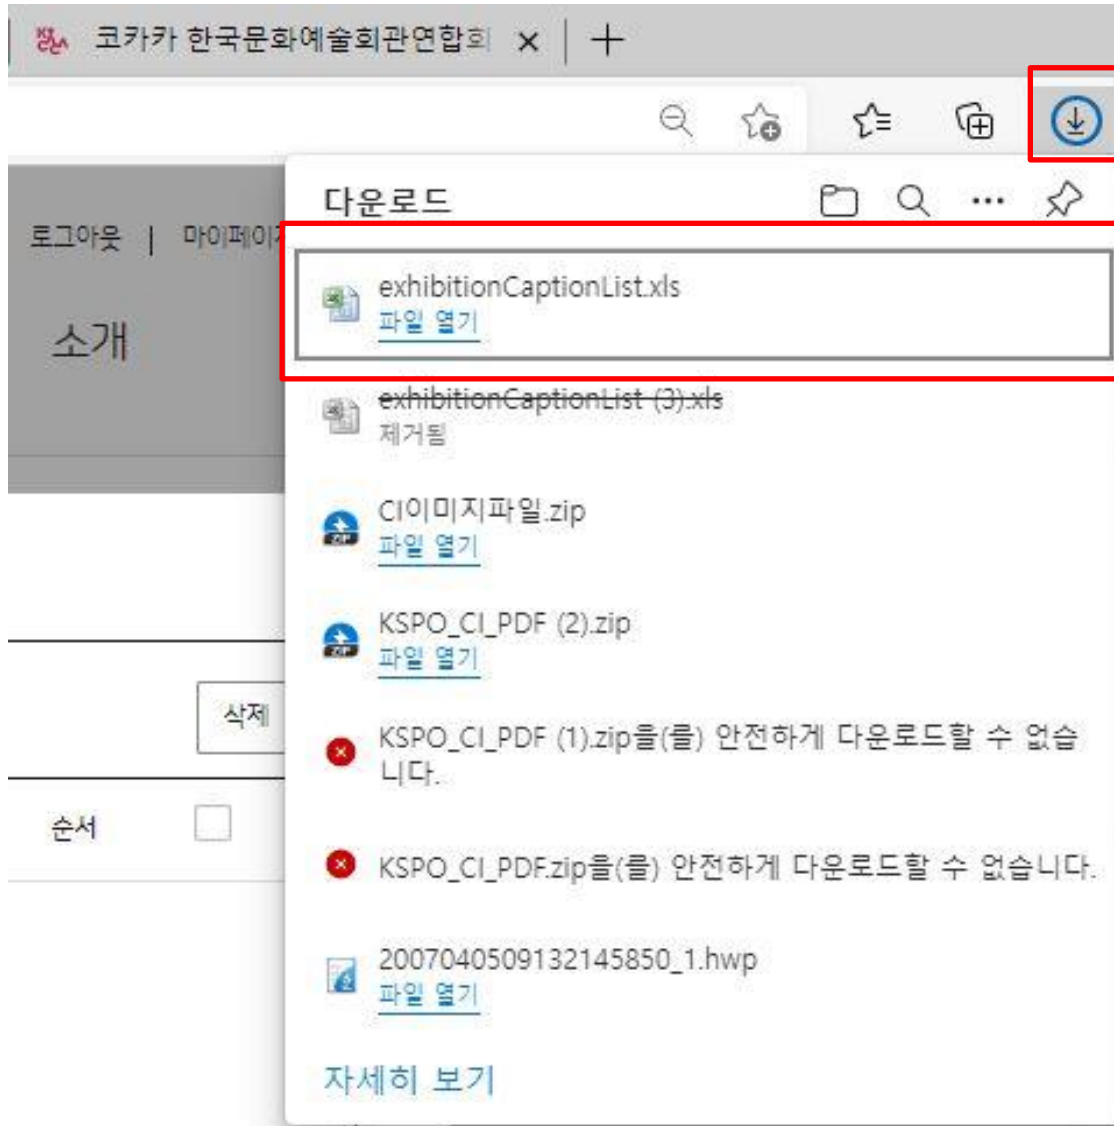 코카카 한국문화예술회관연합회
다운로드
로그아웃 | 마이페이지
소개
exhibitionCaptionList.xls
파일 열기
exhibitionCaptionList (3).xls
제거됨
CI이미지파일.zip
ZIP
파일 열기
KSPO_CI_PDF (2).zip
ZIP
파일 열기
삭제
KSPO_CI_PDF (1).zip을(를) 안전하게 다운로드할 수 없습
니다.
순서
KSPO_CI_PDF.zip을(를) 안전하게 다운로드할 수 없습니다.
2007040509132145850_1.hwp
파일 열기
자세히 보기